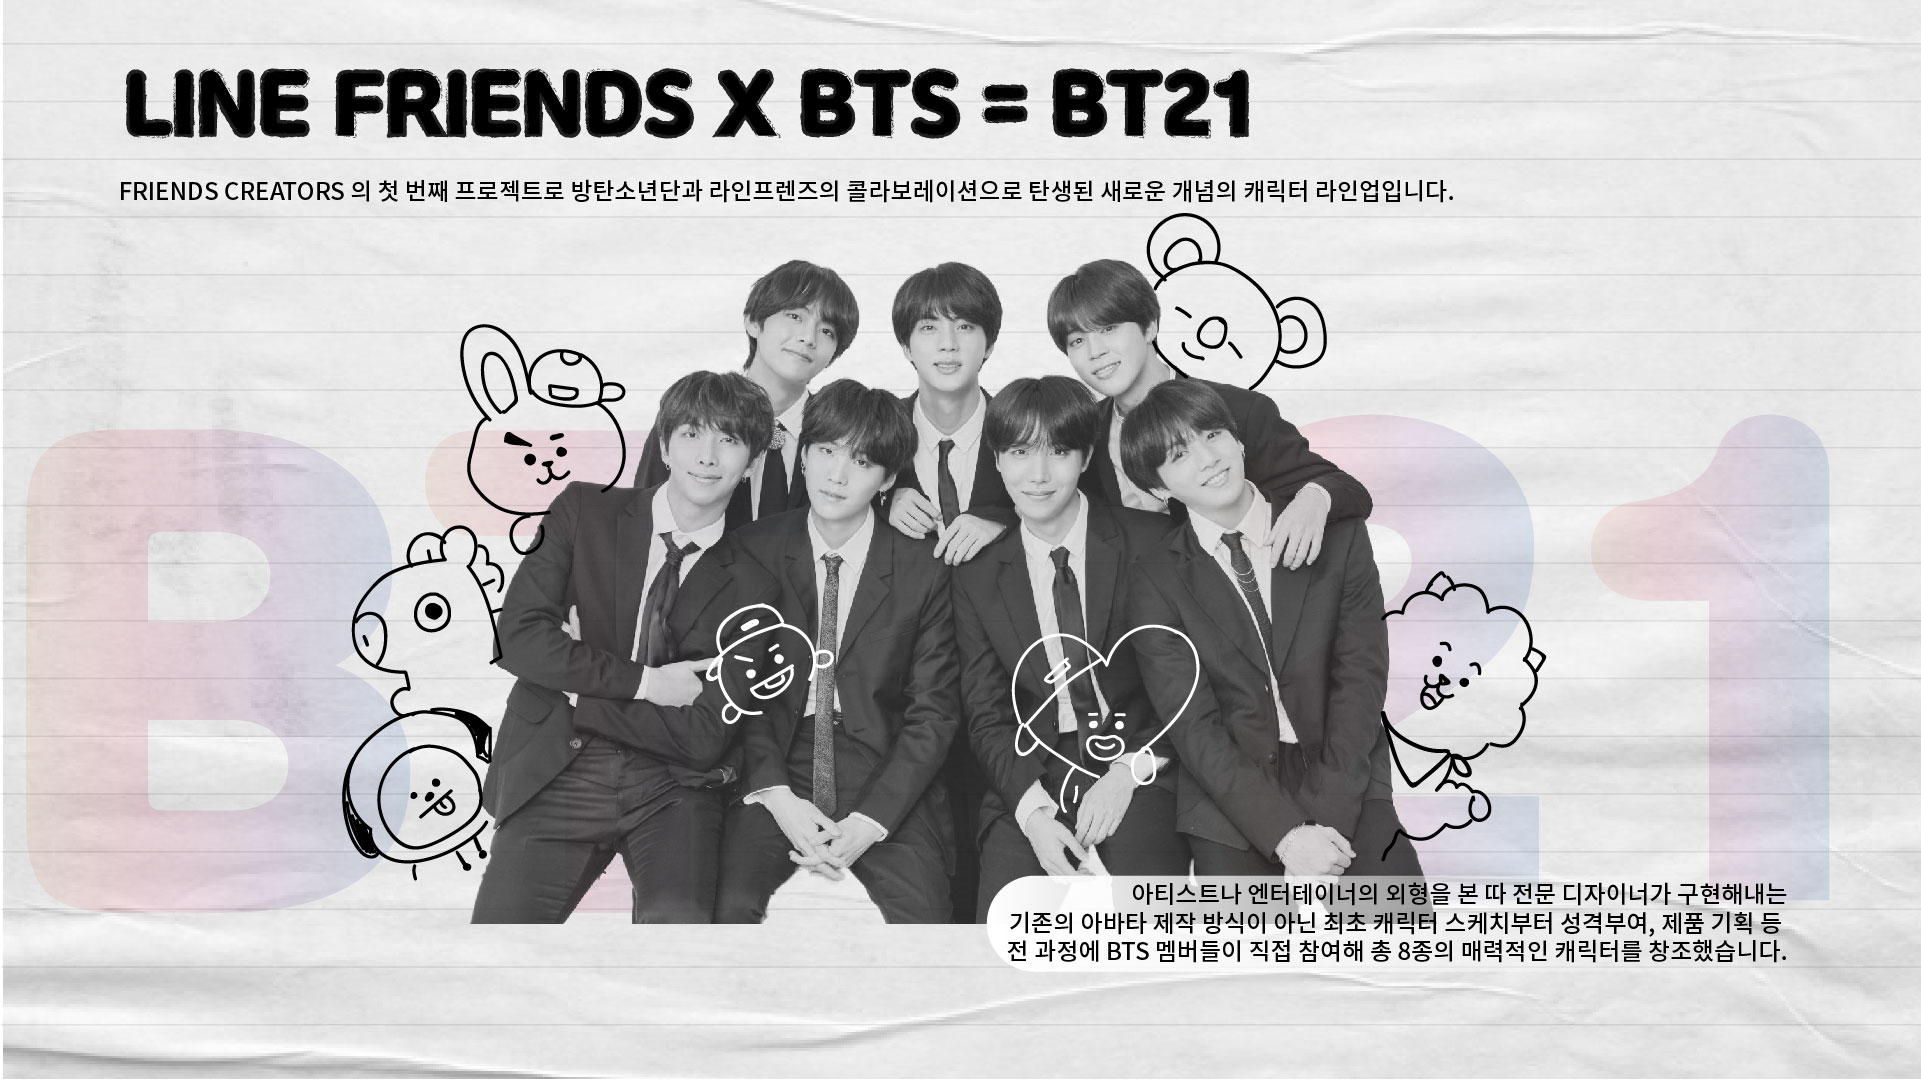 LINE FRIENDS X BTS = BT21
FRIENDS CREATORS 의 첫 번째 프로젝트로 방탄소년단과 라인프렌즈의 콜라보레이션으로 탄생된 새로운 개념의 캐릭터 라인업입니다.
BT21
아티스트나 엔터테이너의 외형을 본 따 전문 디자이너가 구현해내는
기존의 아바타 제작 방식이 아닌 최초 캐릭터 스케치부터 성격부여, 제품 기획 등
전 과정에 BTS 멤버들이 직접 참여해 총 8종의 매력적인 캐릭터를 창조했습니다.